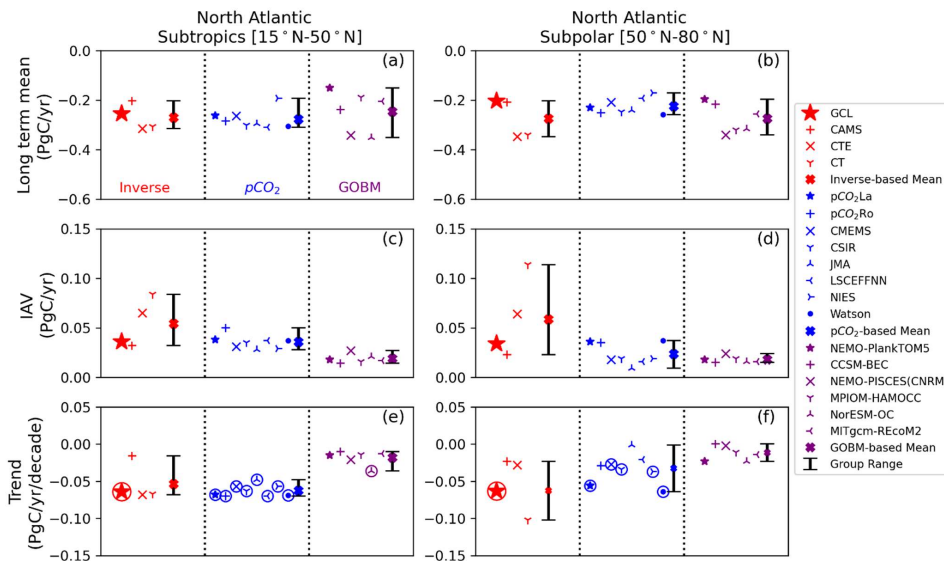 North Atlantic
Subtropics [15°N-50°N]
North Atlantic
Subpolar [50°N-80°N]
Long term mean
(PgC/yr)
0.0
−0.2
−0.4
−0.6
(a)
Inverse
pCO2
GOBM
0.0
−0.2
−0.4
−0.6
(b)
IAV
(PgC/yr)
0.15
0.10
0.05
0.00
(c)
0.15
0.10
0.05
0.00
(d)
Trend
(PgC/yr/decade)
0.05
0.00
−0.05
−0.10
−0.15
(e)
0.05
0.00
−0.05
−0.10
−0.15
(f)
GCL
CAMS
CTE
CT
Inverse-based Mean
pCO2La
pCO2Ro
CMEMS
CSIR
JMA
LSCEFFNN
NIES
Watson
pCO2-based Mean
NEMO-PlankTOM5
CCSM-BEC
NEMO-PISCES(CNRM
MPIOM-HAMOCC
NorESM-OC
MITgcm-REcoM2
GOBM-based Mean
Group Range